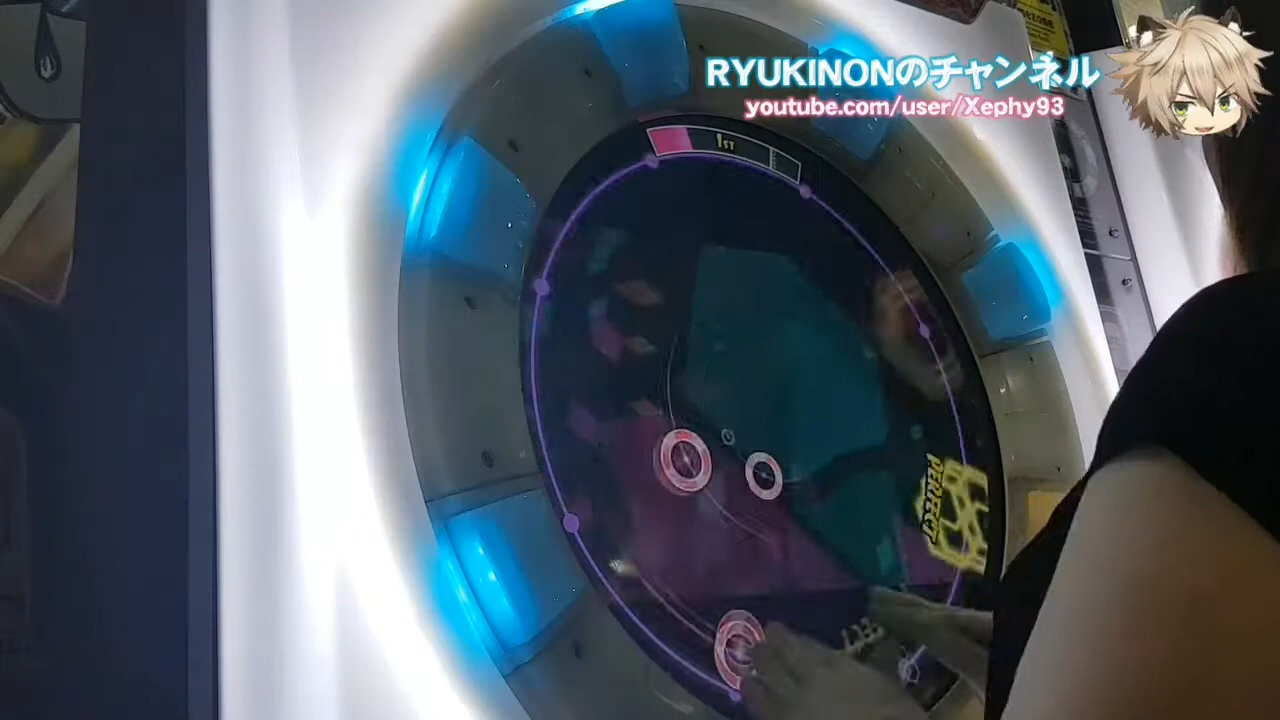 RYUKINONのチャンネル
youtube.com/user/Xephy93
1ST
PERFECT